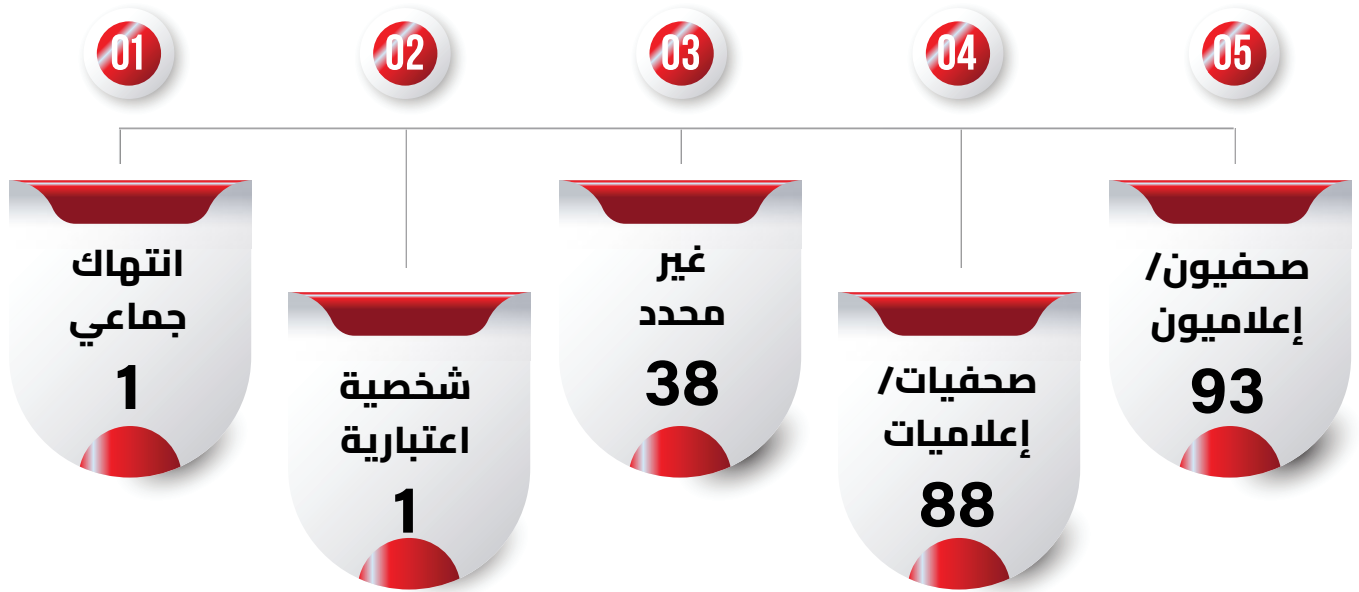 01
02
03
04
05
انتهاك
جماعي
1
شخصية
اعتبارية
1
غير
محدد
38
صحفيات/
إعلاميات
88
صحفيون/
إعلاميون
93